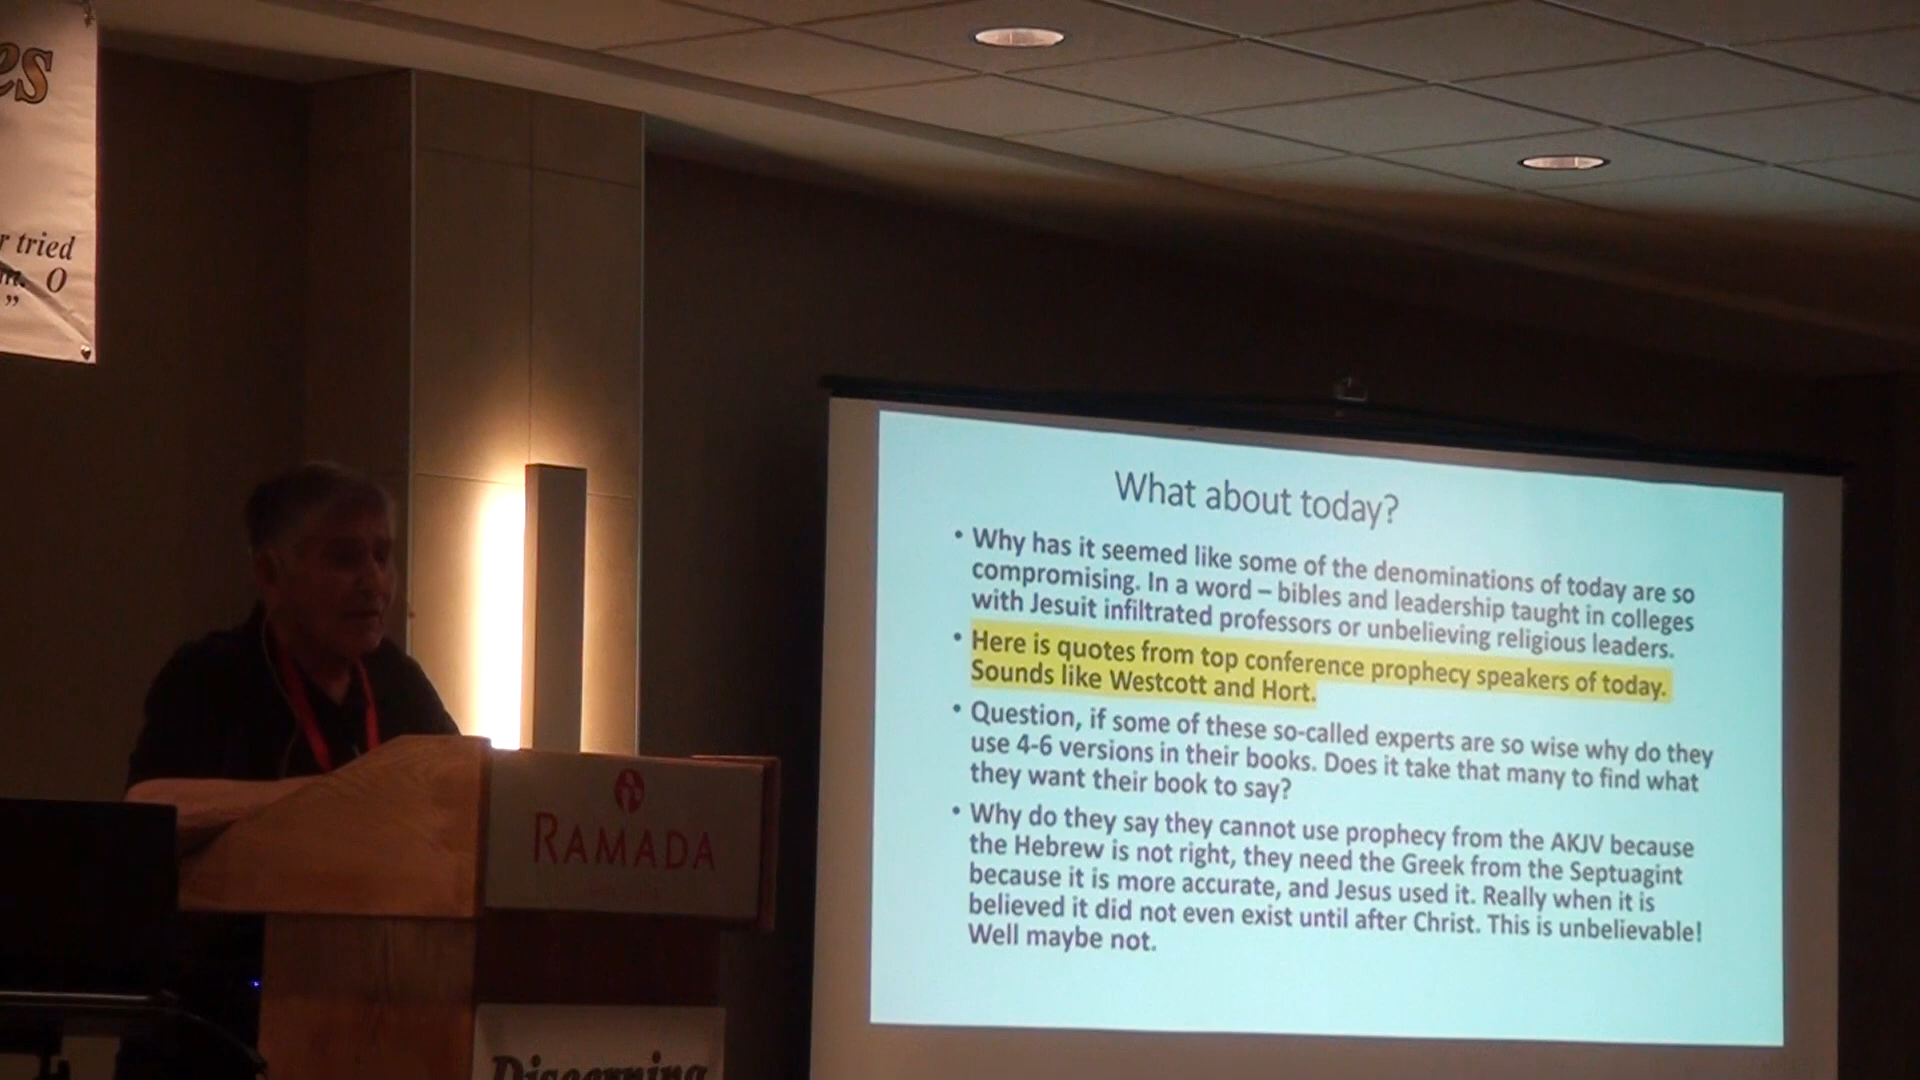 es
r tried
O
”
RAMADA
Discerning
What about today?
• Why has it seemed like some of the denominations of today are so
compromising. In a word – bibles and leadership taught in colleges
with Jesuit infiltrated professors or unbelieving religious leaders.
• Here is quotes from top conference prophecy speakers of today.
Sounds like Westcott and Hort.
• Question, if some of these so-called experts are so wise why do they
use 4-6 versions in their books. Does it take that many to find what
they want their book to say?
• Why do they say they cannot use prophecy from the AKJV because
the Hebrew is not right, they need the Greek from the Septuagint
because it is more accurate, and Jesus used it. Really when it is
believed it did not even exist until after Christ. This is unbelievable!
Well maybe not.